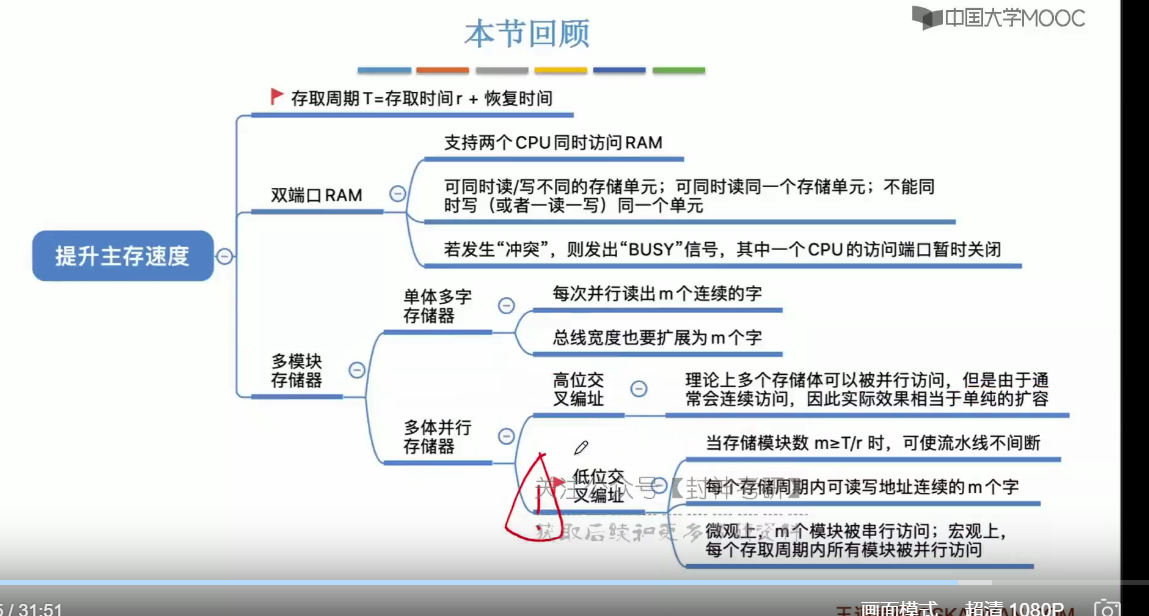 中国大学MOOC
本节回顾
存取周期T=存取时间r + 恢复时间
支持两个CPU同时访问RAM
双端口RAM
可同时读/写不同的存储单元；可同时读同一个存储单元；不能同
时写（或者一读一写）同一个单元
若发生“冲突”，则发出“BUSY”信号，其中一个CPU的访问端口暂时关闭
提升主存速度
单体多字
存储器
每次并行读出m个连续的字
总线宽度也要扩展为m个字
多模块
存储器
高位交
叉编址
理论上多个存储体可以被并行访问，但是由于通
常会连续访问，因此实际效果相当于单纯的扩容
多体并行
存储器
当存储模块数 m≥T/r 时，可使流水线不间断
低位交
叉编址
每个存储周期内可读写地址连续的m个字
关注公众号【封神考研】
微观上，m个模块被串行访问；宏观上，
每个存取周期内所有模块被并行访问
获取后续和更多
/ 31:51
画面模式
超清 1080P